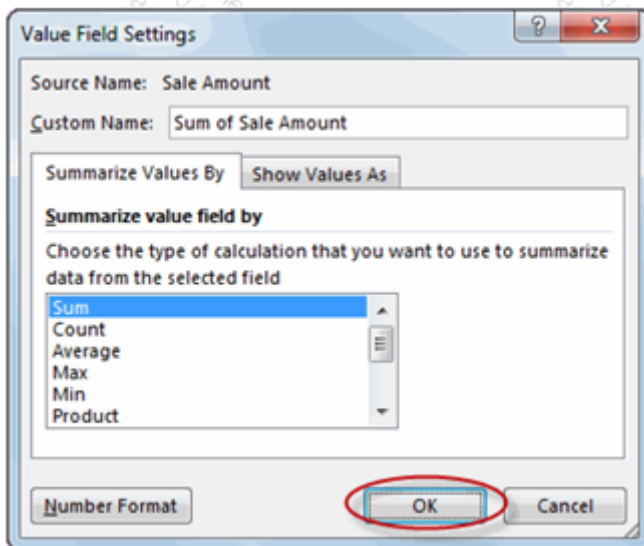 Value Field Settings
?
Source Name: Sale Amount
Custom Name: Sum of Sale Amount
Summarize Values By Show Values As
Summarize value field by
Choose the type of calculation that you want to use to summarize
data from the selected field
Sum
Count
Average
Max
Min
Product
Number Format OK Cancel